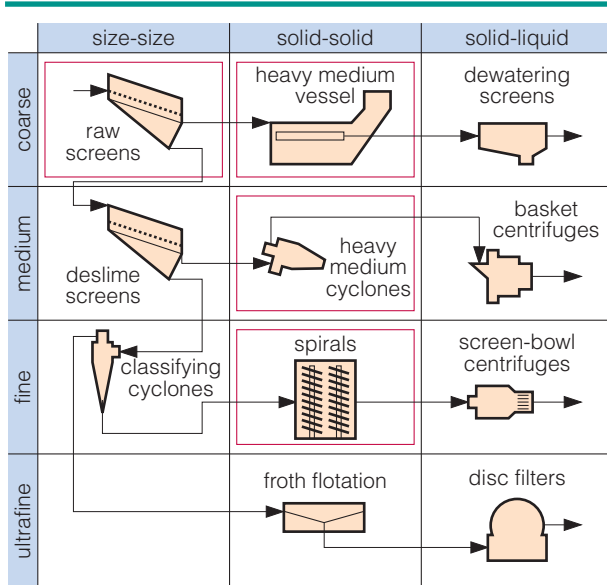 size-size
solid-solid
solid-liquid
coarse
raw
screens
heavy medium
vessel
dewatering
screens
medium
deslime
screens
heavy
medium
cyclones
basket
centrifuges
fine
classifying
cyclones
spirals
screen-bowl
centrifuges
ultrafine
froth flotation
disc filters